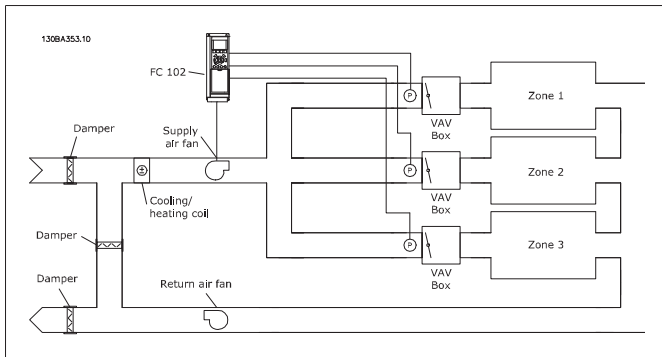 130BA353.10
FC 102
Damper
Supply
air fan
Cooling/
heating coil
Damper
Damper
Return air fan
P
VAV
Box
Zone 1
P
VAV
Box
Zone 2
P
VAV
Box
Zone 3